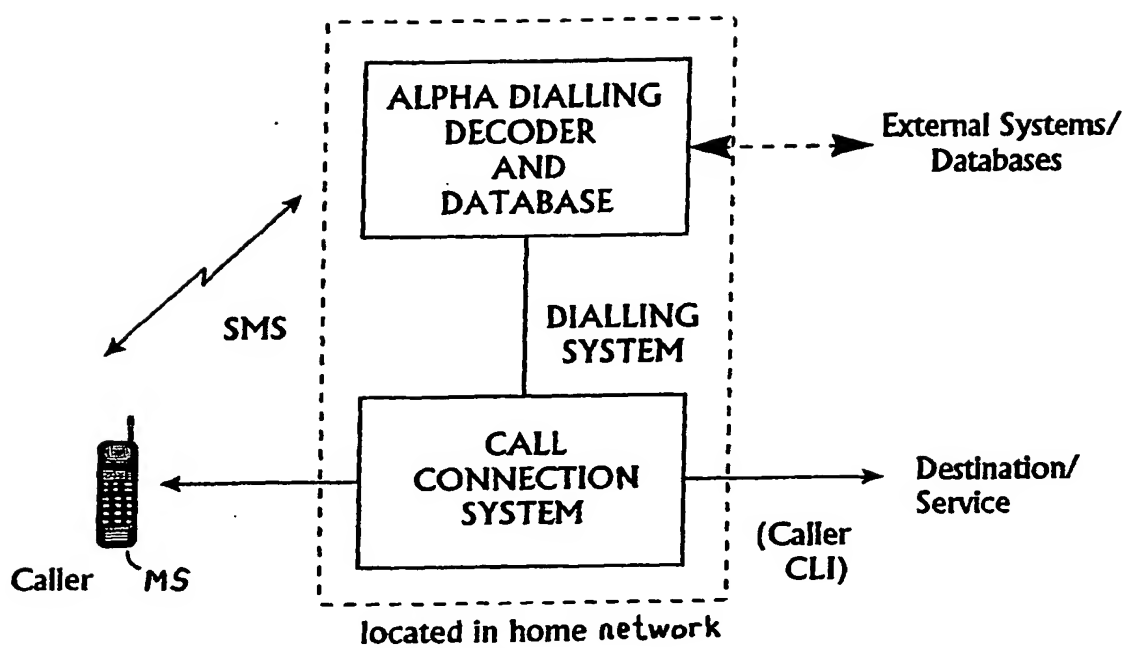 ALPHA DIALLING
DECODER
AND
DATABASE
External Systems/
Databases
SMS
DIALLING
SYSTEM
CALL
CONNECTION
SYSTEM
Destination/
Service
(Caller
CLI)
Caller
MS
located in home network